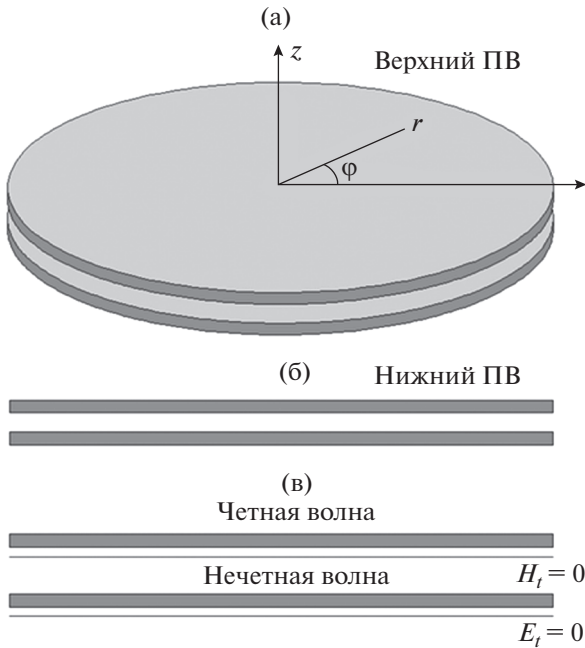 (а)
z
Верхний ПВ
r
φ
(б)
Нижний ПВ
(в)
Четная волна
Нечетная волна
H_t = 0
E_t = 0